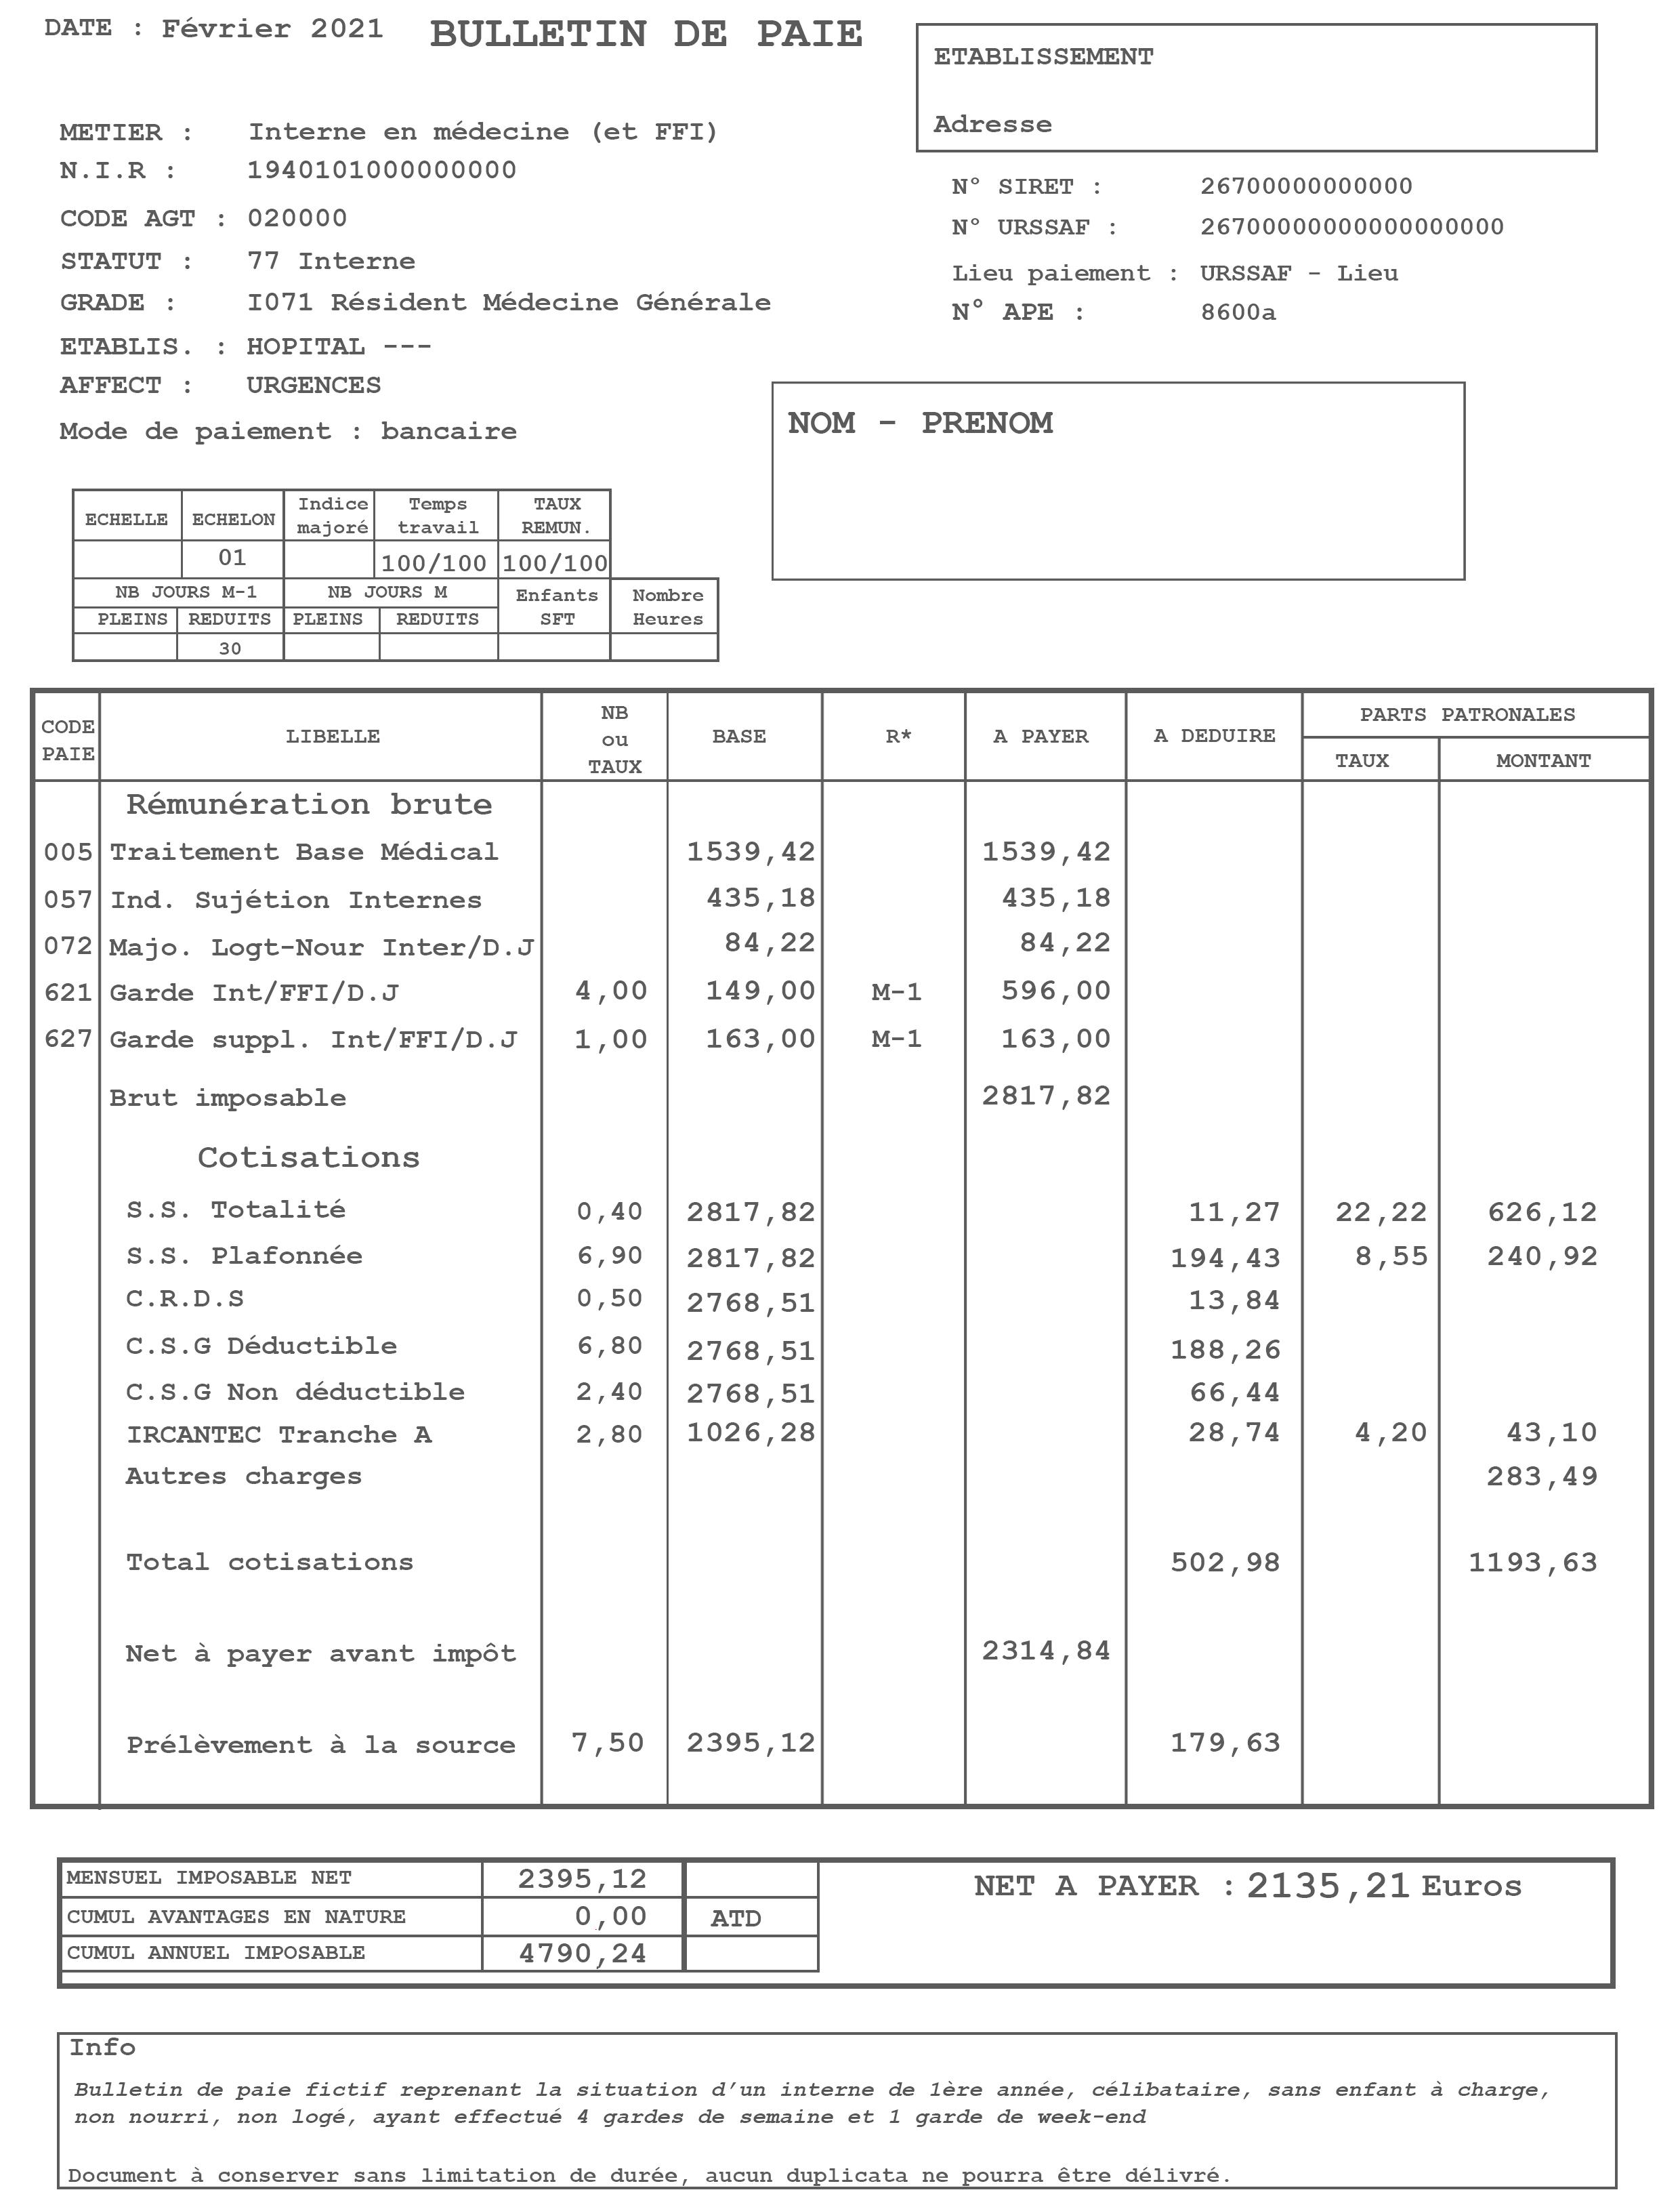 DATE : Février 2021 BULLETIN DE PAIE
ETABLISSEMENT
Adresse
METIER : Interne en médecine (et FFI)
N.I.R : 1940101000000000
CODE AGT : 020000
STATUT : 77 Interne
GRADE : I071 Résident Médecine Générale
ETABLIS. : HOPITAL ---
AFFECT : URGENCES
Mode de paiement : bancaire
N° SIRET : 26700000000000
N° URSSAF : 26700000000000000000
Lieu paiement : URSSAF - Lieu
N° APE : 8600a
NOM - PRENOM
ECHELLE ECHELON Indice majoré Temps travail TAUX REMUN.
01 100/100 100/100
NB JOURS M-1 NB JOURS M Enfants SFT Nombre Heures
PLEINS REDUITS PLEINS REDUITS
30
CODE PAIE LIBELLE NB ou TAUX BASE R* A PAYER A DEDUIRE PARTS PATRONALES
TAUX MONTANT
Rémunération brute
005 Traitement Base Médical 1539,42 1539,42
057 Ind. Sujétion Internes 435,18 435,18
072 Majo. Logt-Nour Inter/D.J 84,22 84,22
621 Garde Int/FFI/D.J 4,00 149,00 M-1 596,00
627 Garde suppl. Int/FFI/D.J 1,00 163,00 M-1 163,00
Brut imposable 2817,82
Cotisations
S.S. Totalité 0,40 2817,82 11,27 22,22 626,12
S.S. Plafonnée 6,90 2817,82 194,43 8,55 240,92
C.R.D.S 0,50 2768,51 13,84
C.S.G Déductible 6,80 2768,51 188,26
C.S.G Non déductible 2,40 2768,51 66,44
IRCANTEC Tranche A 2,80 1026,28 28,74 4,20 43,10
Autres charges 283,49
Total cotisations 502,98 1193,63
Net à payer avant impôt 2314,84
Prélèvement à la source 7,50 2395,12 179,63
MENSUEL IMPOSABLE NET 2395,12
CUMUL AVANTAGES EN NATURE 0,00 ATD
CUMUL ANNUEL IMPOSABLE 4790,24
NET A PAYER : 2135,21 Euros
Info
Bulletin de paie fictif reprenant la situation d'un interne de 1ère année, célibataire, sans enfant à charge,
non nourri, non logé, ayant effectué 4 gardes de semaine et 1 garde de week-end
Document à conserver sans limitation de durée, aucun duplicata ne pourra être délivré.